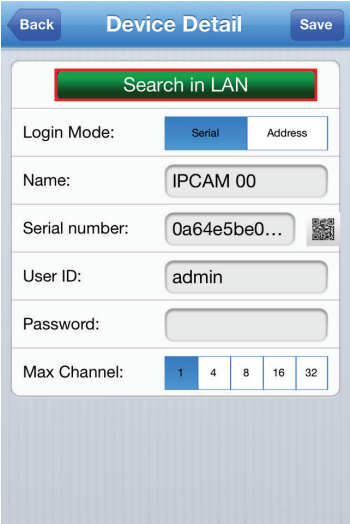 Back Device Detail Save
Search in LAN
Login Mode: Serial Address
Name: IPCAM 00
Serial number: 0a64e5be0...
User ID: admin
Password:
Max Channel: 1 4 8 16 32